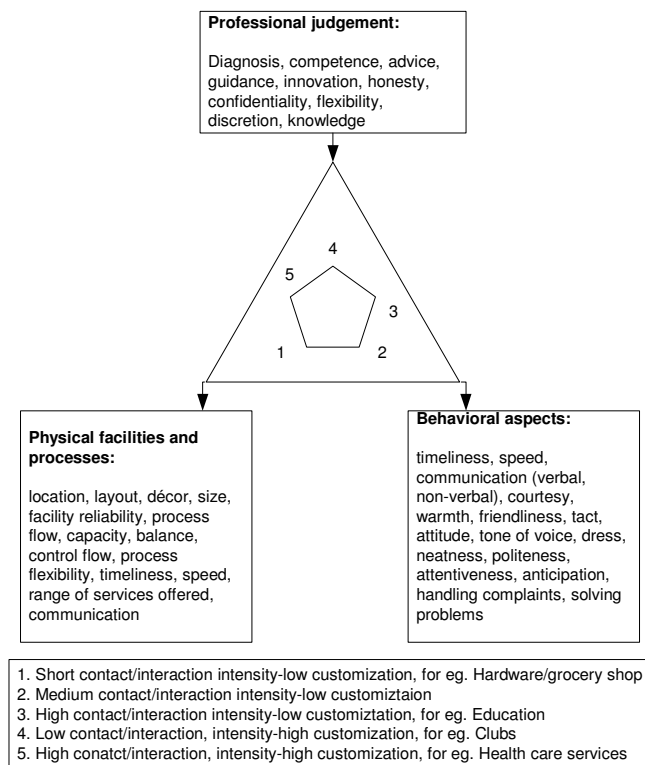 Professional judgement:
Diagnosis, competence, advice,
guidance, innovation, honesty,
confidentiality, flexibility,
discretion, knowledge
4
5
3
1
2
Physical facilities and
processes:
location, layout, décor, size,
facility reliability, process
flow, capacity, balance,
control flow, process
flexibility, timeliness, speed,
range of services offered,
communication
Behavioral aspects:
timeliness, speed,
communication (verbal,
non-verbal), courtesy,
warmth, friendliness, tact,
attitude, tone of voice, dress,
neatness, politeness,
attentiveness, anticipation,
handling complaints, solving
problems
1. Short contact/interaction intensity-low customization, for eg. Hardware/grocery shop
2. Medium contact/interaction intensity-low customiztaion
3. High contact/interaction intensity-low customiztation, for eg. Education
4. Low contact/interaction, intensity-high customization, for eg. Clubs
5. High conatct/interaction, intensity-high customization, for eg. Health care services